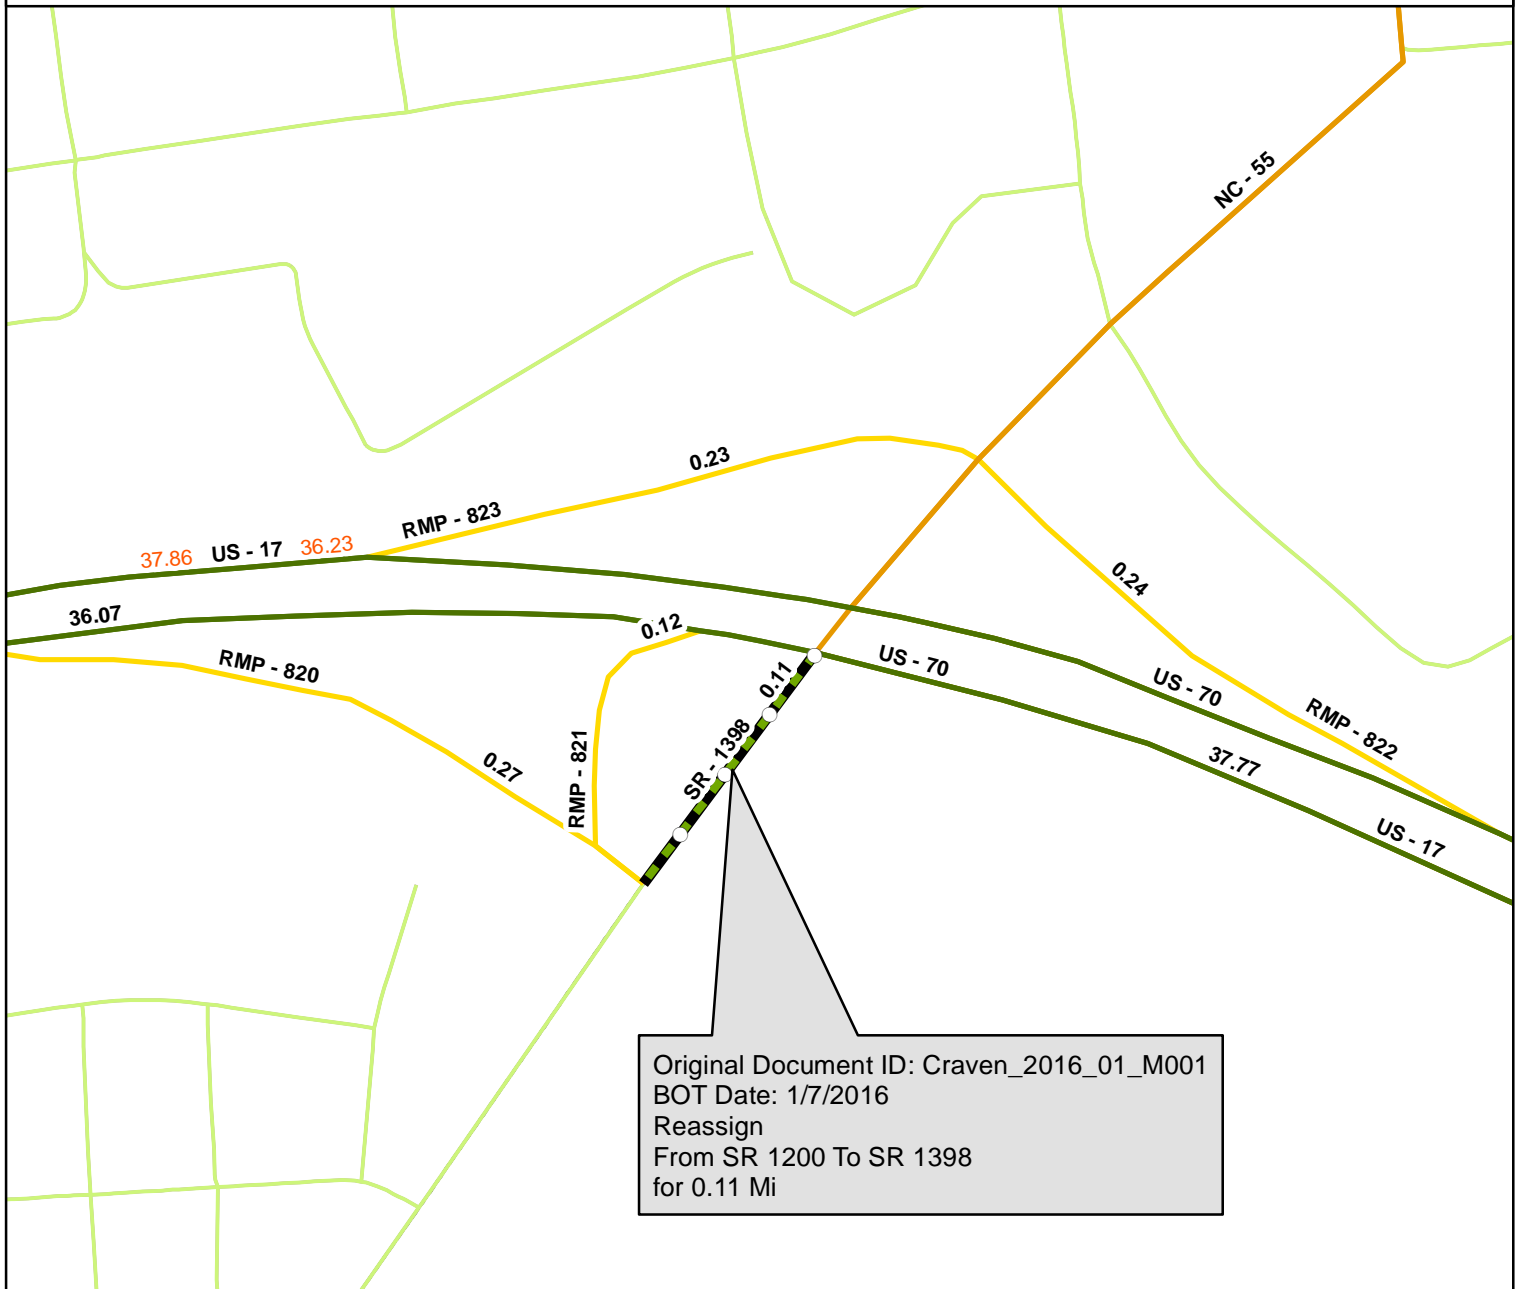 NC - 55
0.23
RMP - 823
37.86 US - 17 36.23
36.07
0.12
0.24
RMP - 820
US - 70
0.11
US - 70
SR - 1398
RMP - 822
RMP - 821
0.27
37.77
US - 17
Original Document ID: Craven_2016_01_M001
BOT Date: 1/7/2016
Reassign
From SR 1200 To SR 1398
for 0.11 Mi